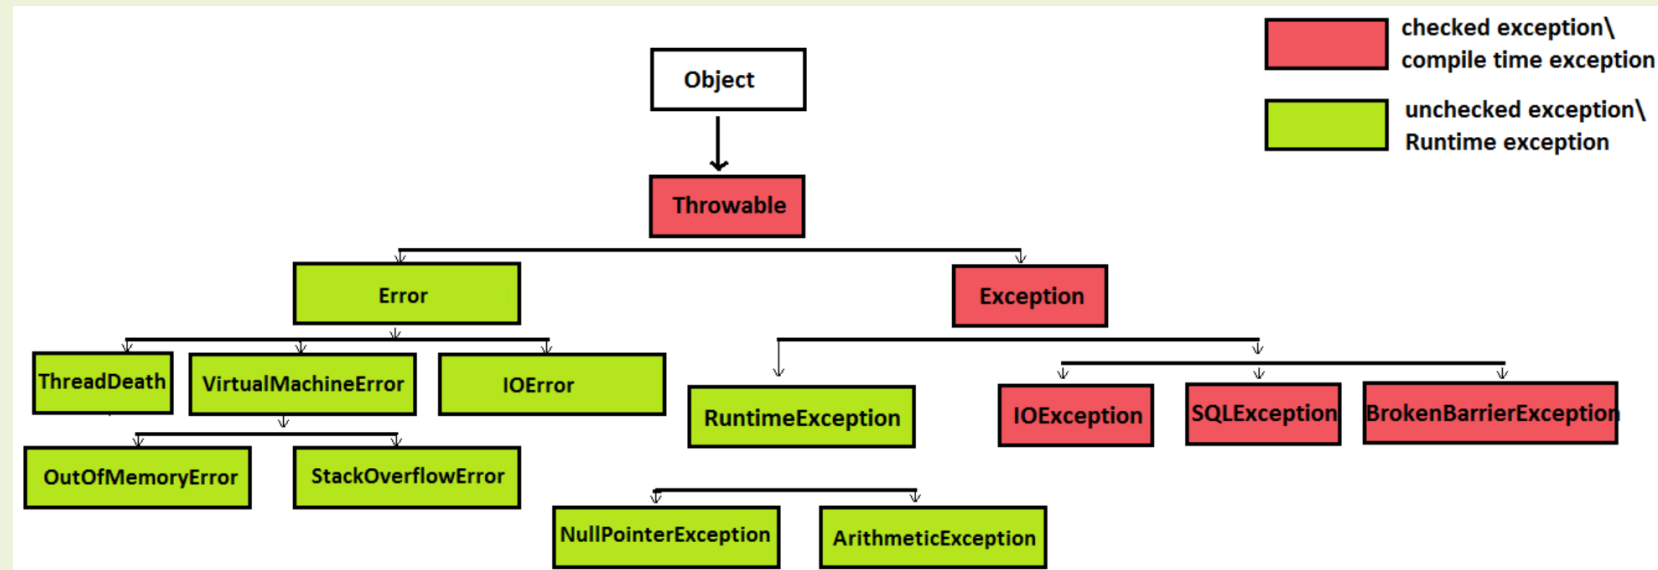 checked exception\
compile time exception
Object
unchecked exception\
Runtime exception
Throwable
Error
Exception
ThreadDeath
VirtualMachineError
IOError
RuntimeException
IOException
SQLException
BrokenBarrierException
OutOfMemoryError
StackOverflowError
NullPointerException
ArithmeticException